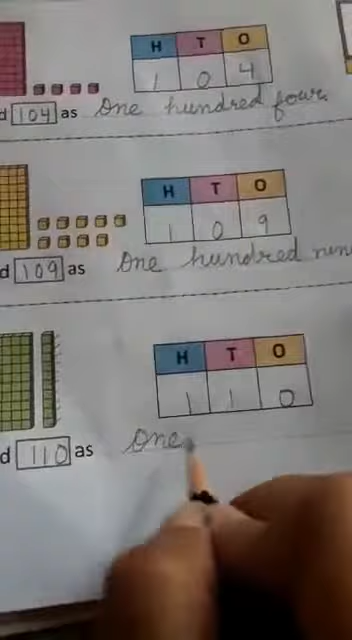 H T O
1 0 4
d 104 as One hundred four
H T O
1 0 9
d 109 as One hundred
H T O
1 1 0
d 110 as One